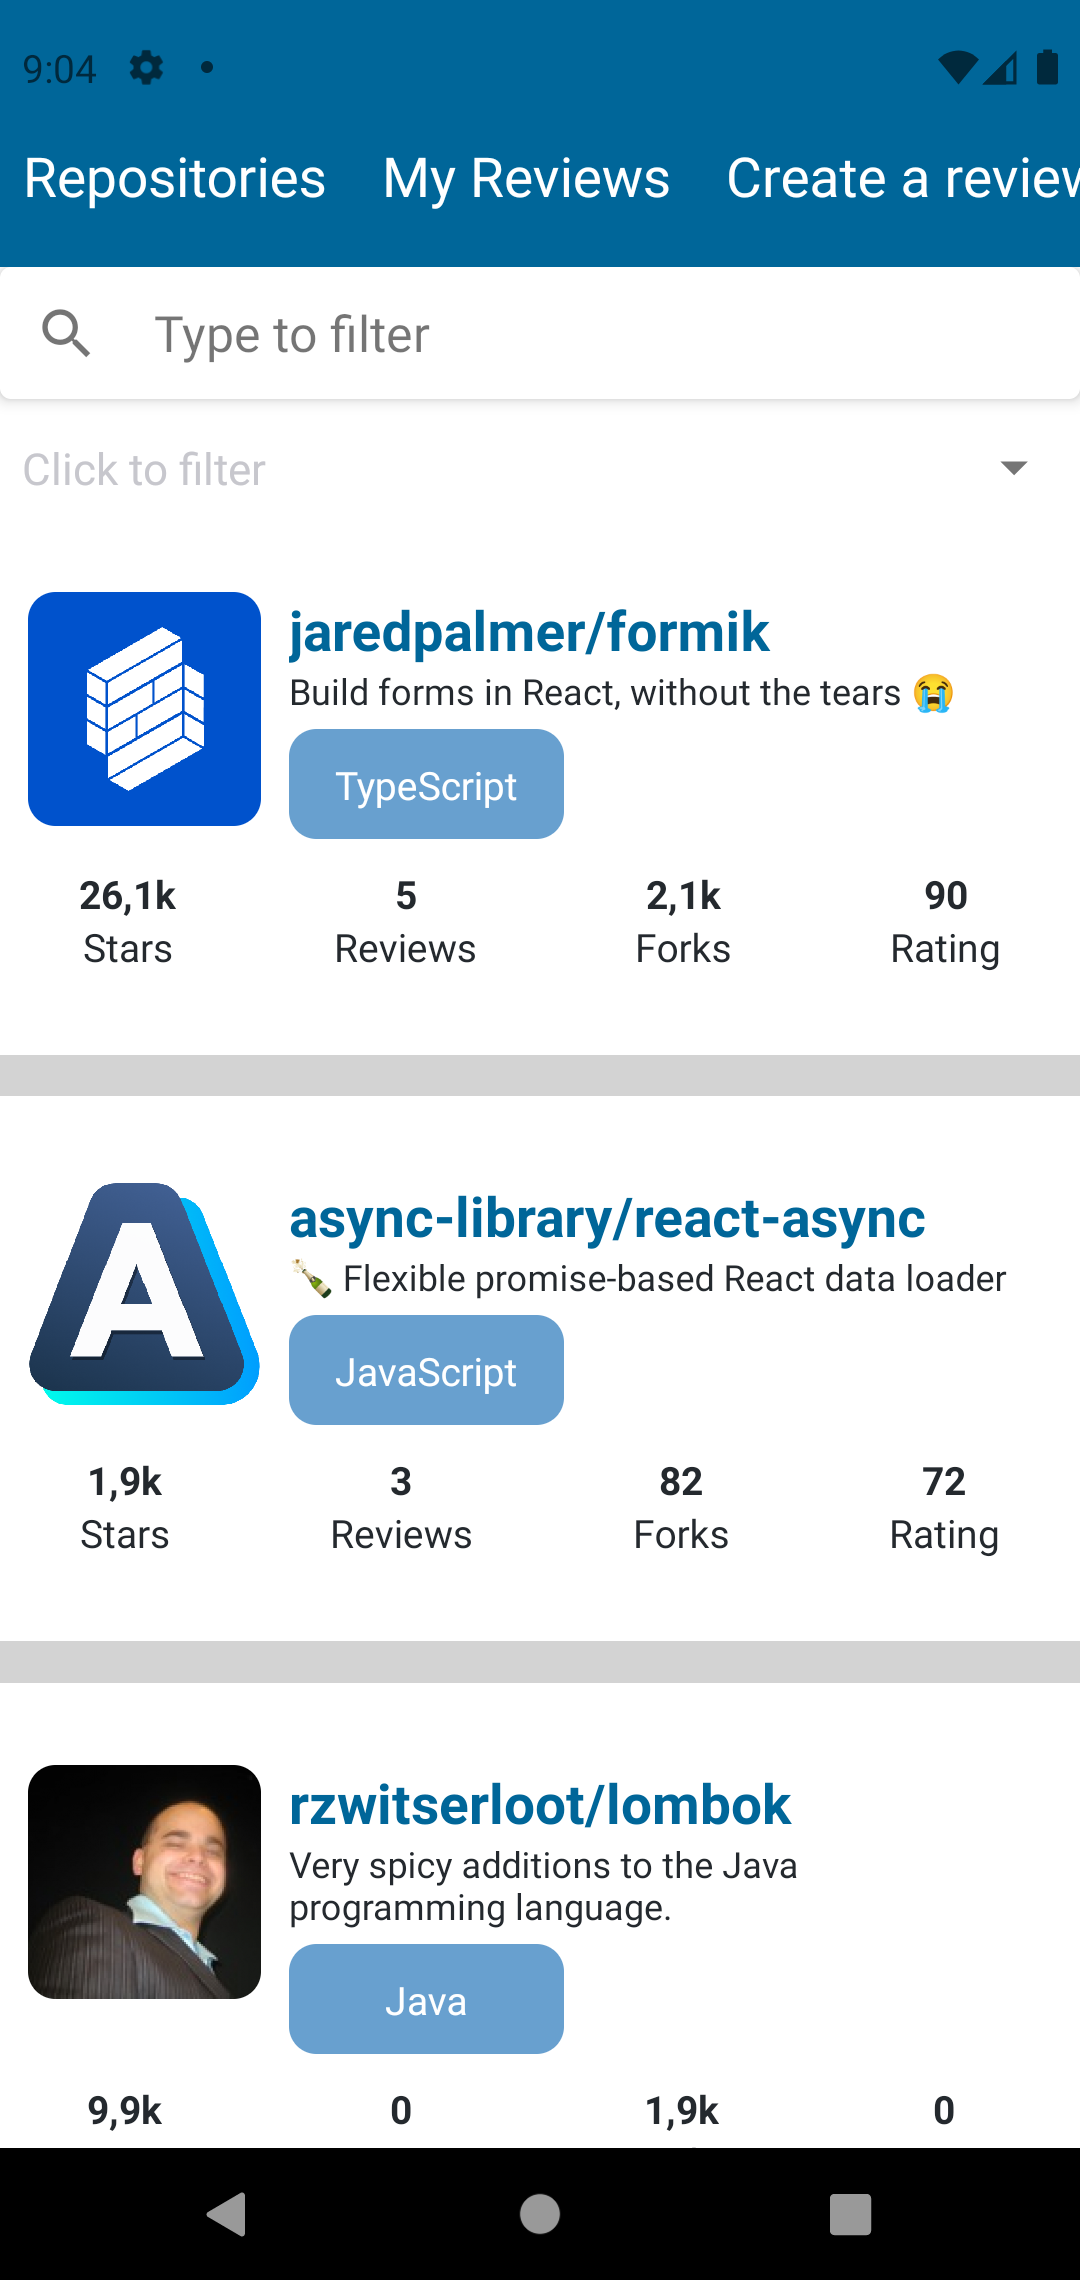 9:04
Repositories My Reviews Create a review
Type to filter
Click to filter
jaredpalmer/formik
Build forms in React, without the tears 😭
TypeScript
26,1k 5 2,1k 90
Stars Reviews Forks Rating
A
async-library/react-async
🍾 Flexible promise-based React data loader
JavaScript
1,9k 3 82 72
Stars Reviews Forks Rating
rzwitserloot/lombok
Very spicy additions to the Java
programming language.
Java
9,9k 0 1,9k 0